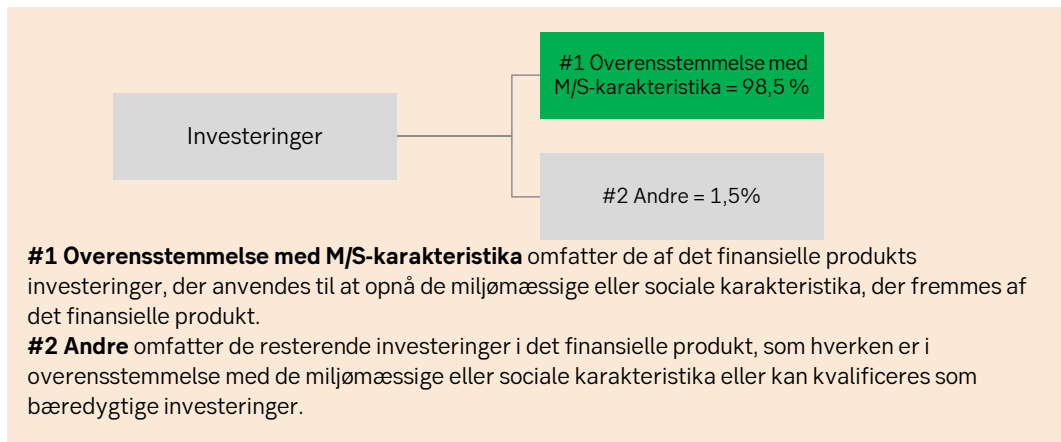 #1 Overensstemmelse med
M/S-karakteristika = 98,5 %
Investeringer
#2 Andre = 1,5%
#1 Overensstemmelse med M/S-karakteristika omfatter de af det finansielle produkts
investeringer, der anvendes til at opnå de miljømæssige eller sociale karakteristika, der fremmes af
det finansielle produkt.
#2 Andre omfatter de resterende investeringer i det finansielle produkt, som hverken er i
overensstemmelse med de miljømæssige eller sociale karakteristika eller kan kvalificeres som
bæredygtige investeringer.